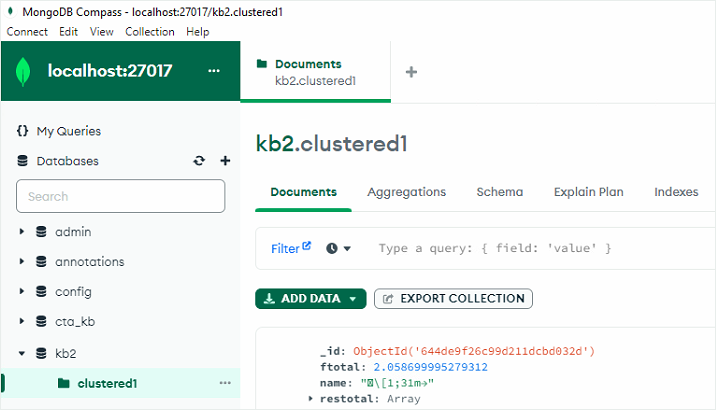 MongoDB Compass - localhost:27017/kb2.clustered1
Connect Edit View Collection Help
localhost:27017 ...
Documents
kb2.clustered1
My Queries
Databases
Search
admin
annotations
config
cta_kb
kb2
clustered1 ...
kb2.clustered1
Documents Aggregations Schema Explain Plan Indexes
Filter Type a query: { field: 'value' }
ADD DATA EXPORT COLLECTION
_id: ObjectId('644de9f26c99d211dcbd032d')
ftotal: 2.058699995279312
name: "�\[1;31m→"
restotal: Array